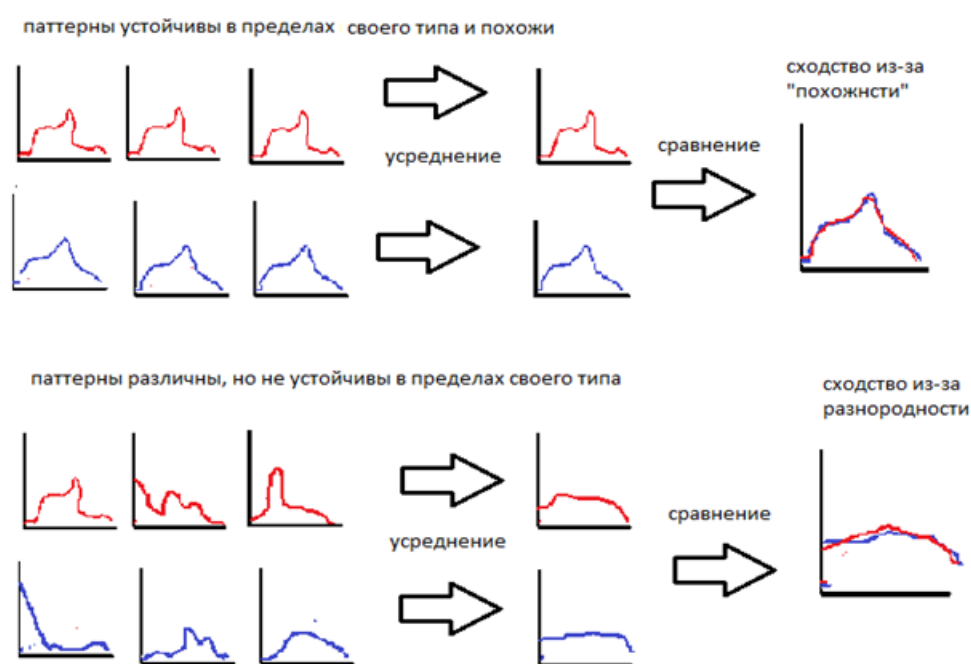 паттерны устойчивы в пределах своего типа и похожи
сходство из-за
"похожнсти"
усреднение
сравнение
паттерны различны, но не устойчивы в пределах своего типа
сходство из-за
разнородности
сравнение
усреднение